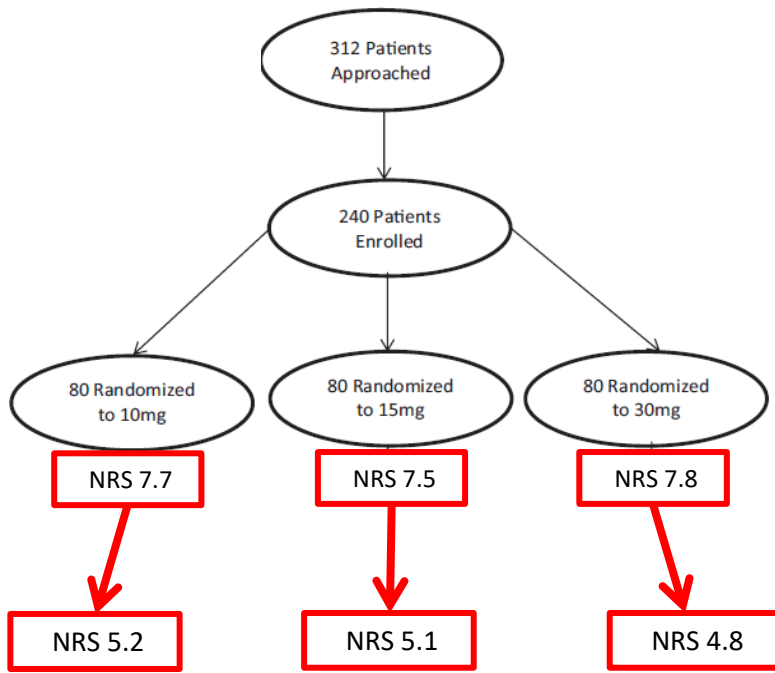 312 Patients
Approached
240 Patients
Enrolled
80 Randomized
to 10mg
80 Randomized
to 15mg
80 Randomized
to 30mg
NRS 7.7
NRS 7.5
NRS 7.8
NRS 5.2
NRS 5.1
NRS 4.8